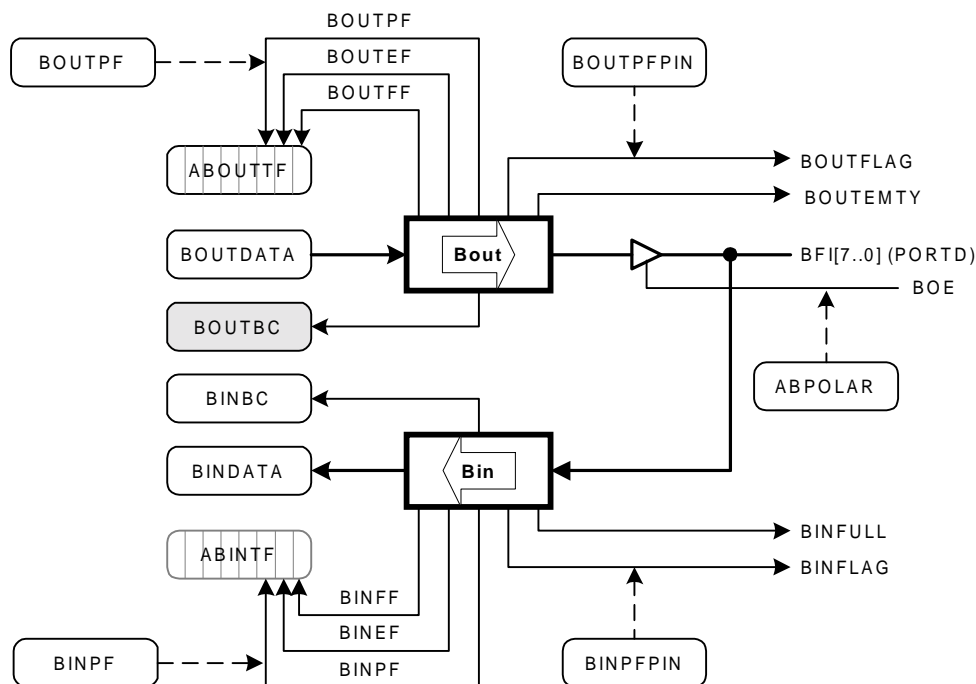 BOUTPF
BOUTPF
BOUTEF
BOUTFF
BOUTPFPIN
ABOUTTF
BOUTFLAG
BOUTEMTY
BOUTDATA
Bout
BFI[7..0] (PORTD)
BOE
BOUTBC
ABPOLAR
BINBC
BINDATA
Bin
ABINTF
BINFULL
BINFLAG
BINFF
BINEF
BINPF
BINPF
BINPFPIN